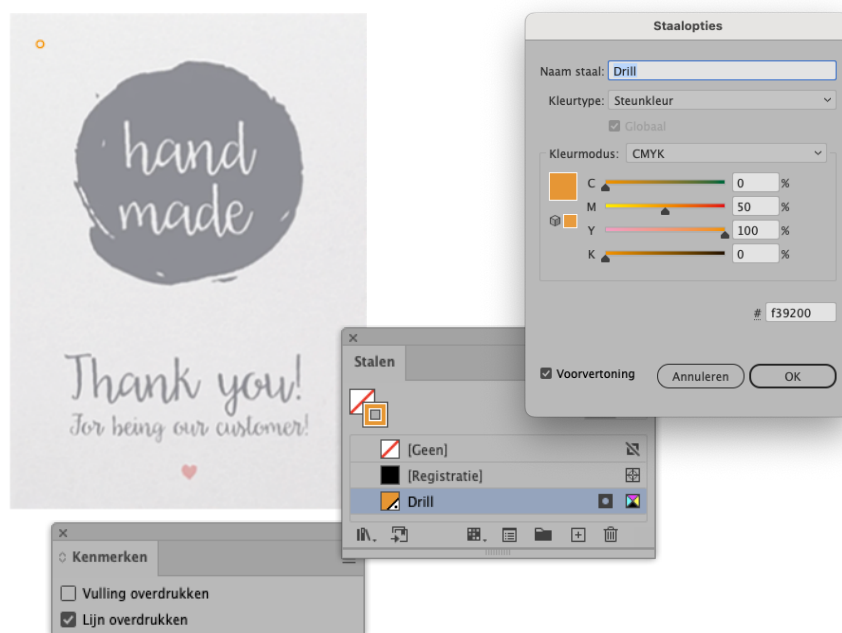 hand
made
Thank you!
For being our customer!
Staalopties
Naam staal: Drill
Kleurtype: Steunkleur
Globaal
Kleurmodus: CMYK
C 0 %
M 50 %
Y 100 %
K 0 %
# f39200
Voorvertoning Annuleren OK
Stalen
[Geen]
[Registratie]
Drill
Kenmerken
Vulling overdrukken
Lijn overdrukken